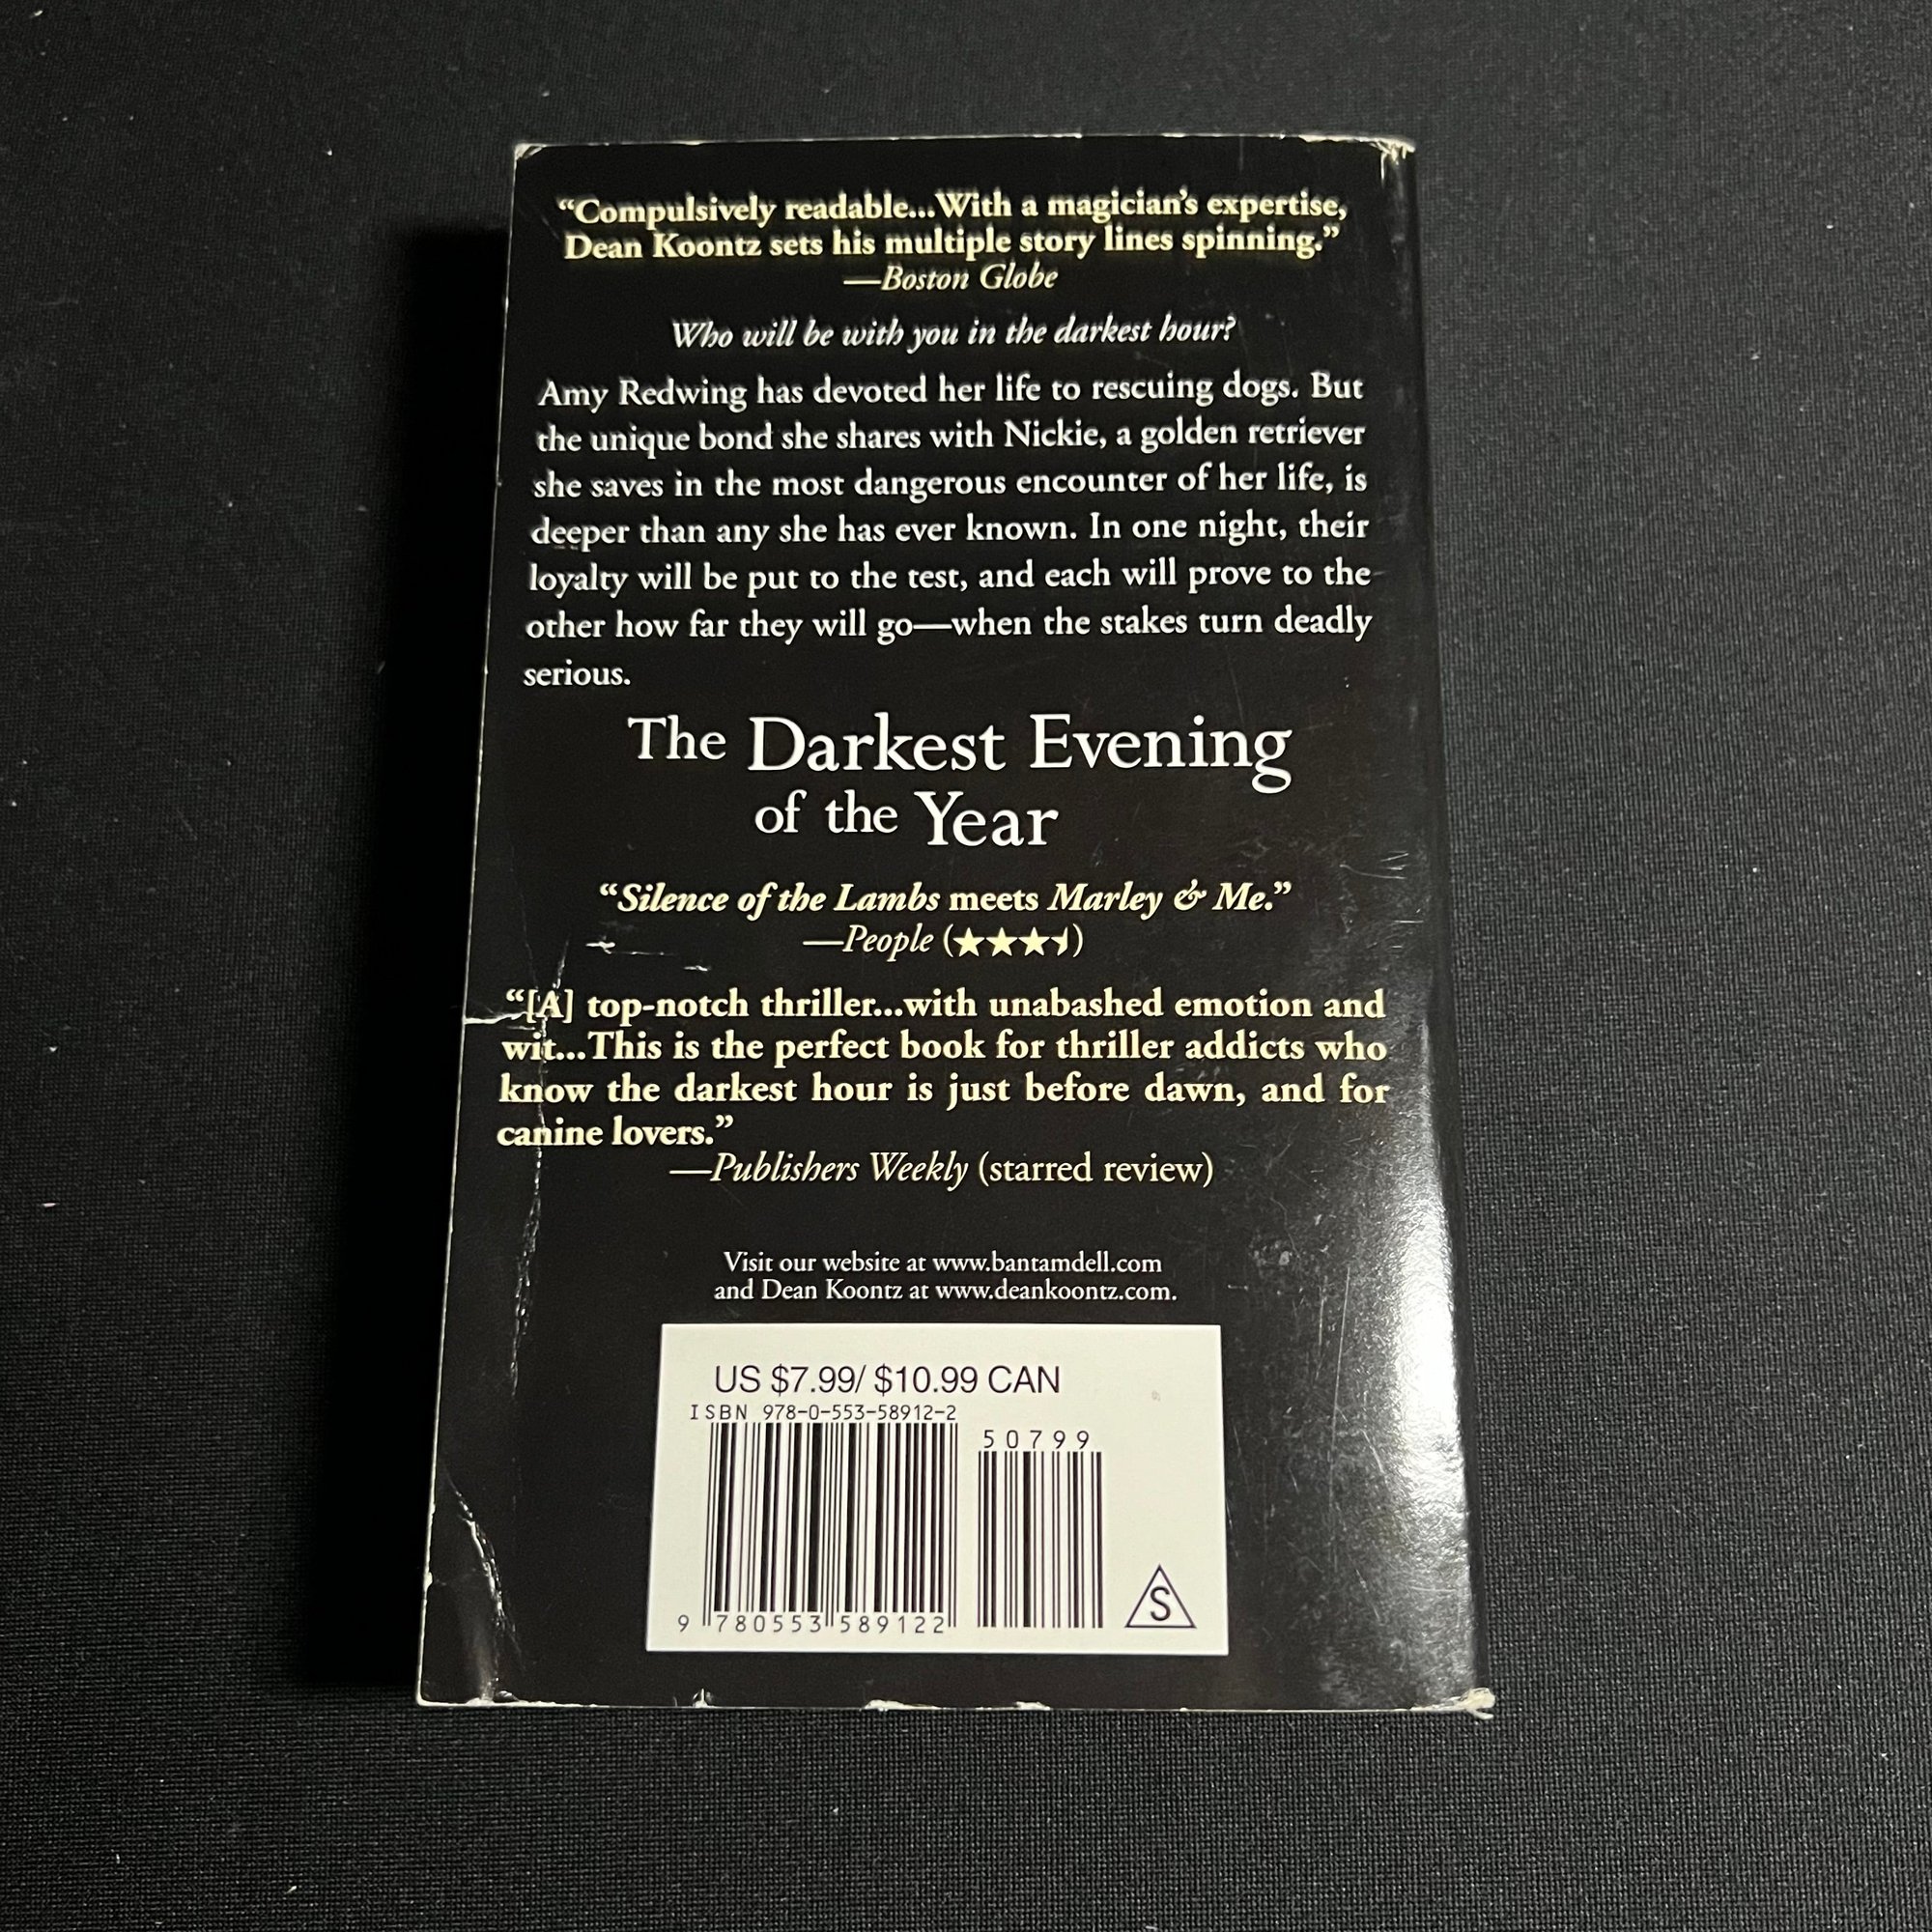 “Compulsively readable...With a magician’s expertise,
Dean Koontz sets his multiple story lines spinning.”
—Boston Globe
Who will be with you in the darkest hour?
Amy Redwing has devoted her life to rescuing dogs. But
the unique bond she shares with Nickie, a golden retriever
she saves in the most dangerous encounter of her life, is
deeper than any she has ever known. In one night, their
loyalty will be put to the test, and each will prove to the
other how far they will go—when the stakes turn deadly
serious.
The Darkest Evening
of the Year
“Silence of the Lambs meets Marley & Me.”
—People (★★★⯨)
“[A] top-notch thriller...with unabashed emotion and
wit...This is the perfect book for thriller addicts who
know the darkest hour is just before dawn, and for
canine lovers.”
—Publishers Weekly (starred review)
Visit our website at www.bantamdell.com
and Dean Koontz at www.deankoontz.com.
US $7.99/ $10.99 CAN
ISBN 978-0-553-58912-2
50799
9 780553 589122
S